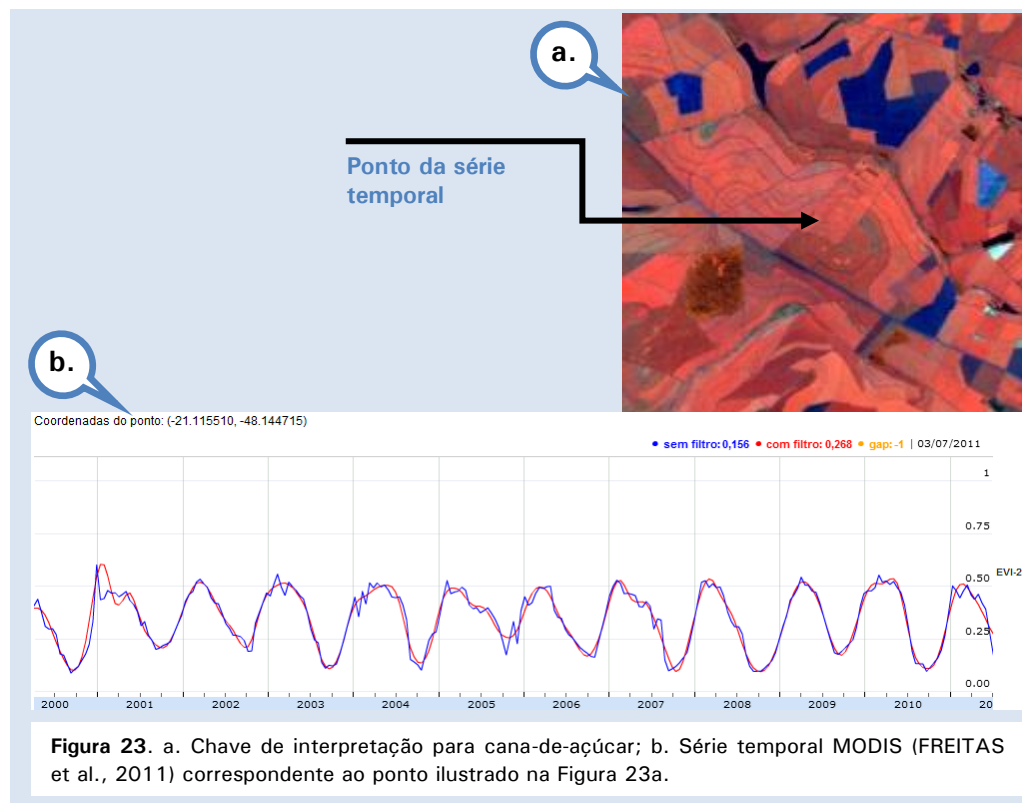 a.
Ponto da série
temporal
b.
Coordenadas do ponto: (-21.115510, -48.144715)
• sem filtro: 0,156 • com filtro: 0,268 • gap: -1 | 03/07/2011
1
0.75
0.50 EVI-2
0.25
0.00
2000 2001 2002 2003 2004 2005 2006 2007 2008 2009 2010 20
Figura 23. a. Chave de interpretação para cana-de-açúcar; b. Série temporal MODIS (FREITAS
et al., 2011) correspondente ao ponto ilustrado na Figura 23a.